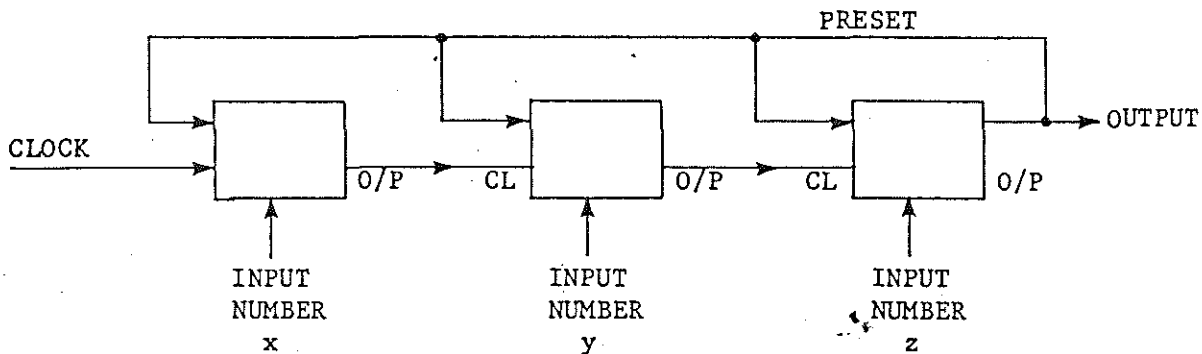 PRESET
OUTPUT
CLOCK
O/P CL O/P CL O/P
INPUT INPUT INPUT
NUMBER NUMBER NUMBER
x y z